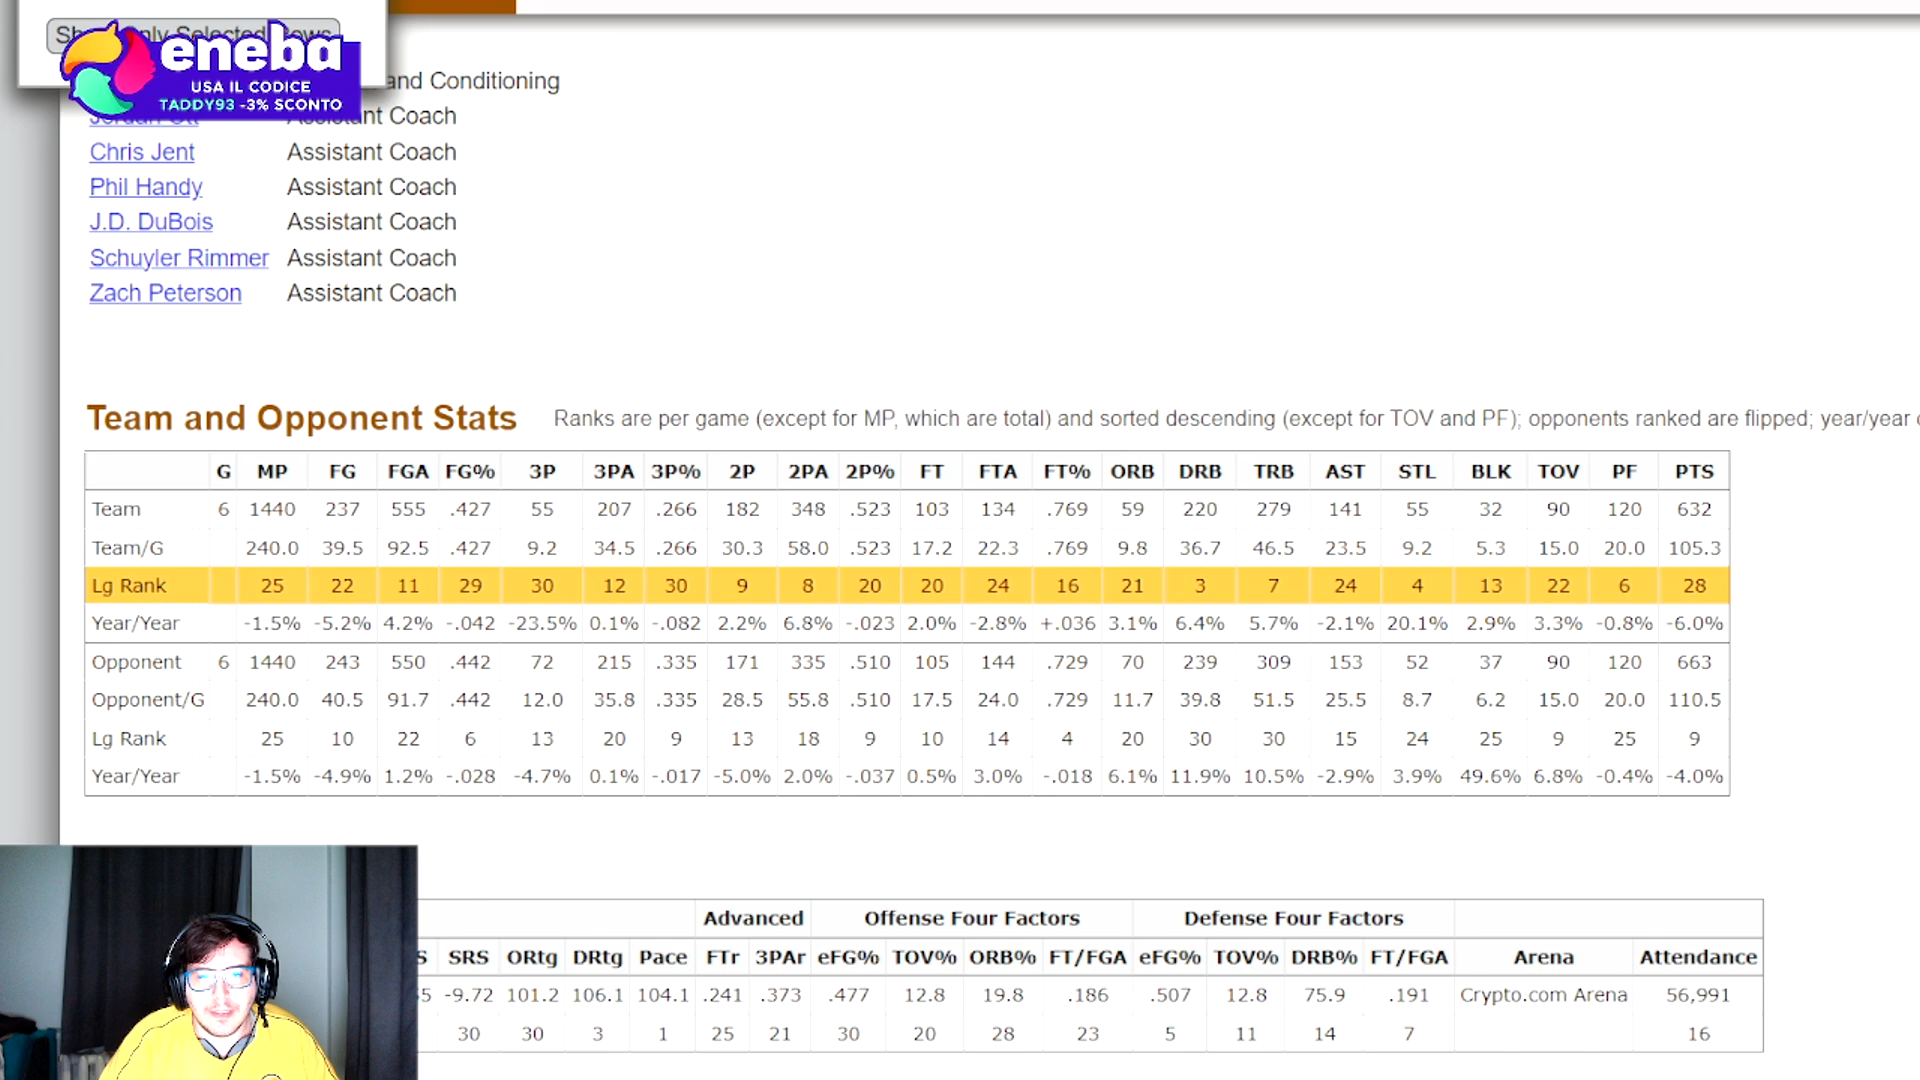 eneba
USA IL CODICE
TADDY93 -3% SCONTO
and Conditioning
Assistant Coach
Chris Jent Assistant Coach
Phil Handy Assistant Coach
J.D. DuBois Assistant Coach
Schuyler Rimmer Assistant Coach
Zach Peterson Assistant Coach
Team and Opponent Stats Ranks are per game (except for MP, which are total) and sorted descending (except for TOV and PF); opponents ranked are flipped; year/year
G MP FG FGA FG% 3P 3PA 3P% 2P 2PA 2P% FT FTA FT% ORB DRB TRB AST STL BLK TOV PF PTS
Team 6 1440 237 555 .427 55 207 .266 182 348 .523 103 134 .769 59 220 279 141 55 32 90 120 632
Team/G 240.0 39.5 92.5 .427 9.2 34.5 .266 30.3 58.0 .523 17.2 22.3 .769 9.8 36.7 46.5 23.5 9.2 5.3 15.0 20.0 105.3
Lg Rank 25 22 11 29 30 12 30 9 8 20 20 24 16 21 3 7 24 4 13 22 6 28
Year/Year -1.5% -5.2% 4.2% -.042 -23.5% 0.1% -.082 2.2% 6.8% -.023 2.0% -2.8% +.036 3.1% 6.4% 5.7% -2.1% 20.1% 2.9% 3.3% -0.8% -6.0%
Opponent 6 1440 243 550 .442 72 215 .335 171 335 .510 105 144 .729 70 239 309 153 52 37 90 120 663
Opponent/G 240.0 40.5 91.7 .442 12.0 35.8 .335 28.5 55.8 .510 17.5 24.0 .729 11.7 39.8 51.5 25.5 8.7 6.2 15.0 20.0 110.5
Lg Rank 25 10 22 6 13 20 9 13 18 9 10 14 4 20 30 30 15 24 25 9 25 9
Year/Year -1.5% -4.9% 1.2% -.028 -4.7% 0.1% -.017 -5.0% 2.0% -.037 0.5% 3.0% -.018 6.1% 11.9% 10.5% -2.9% 3.9% 49.6% 6.8% -0.4% -4.0%
Advanced Offense Four Factors Defense Four Factors
S SRS ORtg DRtg Pace FTr 3PAr eFG% TOV% ORB% FT/FGA eFG% TOV% DRB% FT/FGA Arena Attendance
5 -9.72 101.2 106.1 104.1 .241 .373 .477 12.8 19.8 .186 .507 12.8 75.9 .191 Crypto.com Arena 56,991
30 30 3 1 25 21 30 20 28 23 5 11 14 7 16